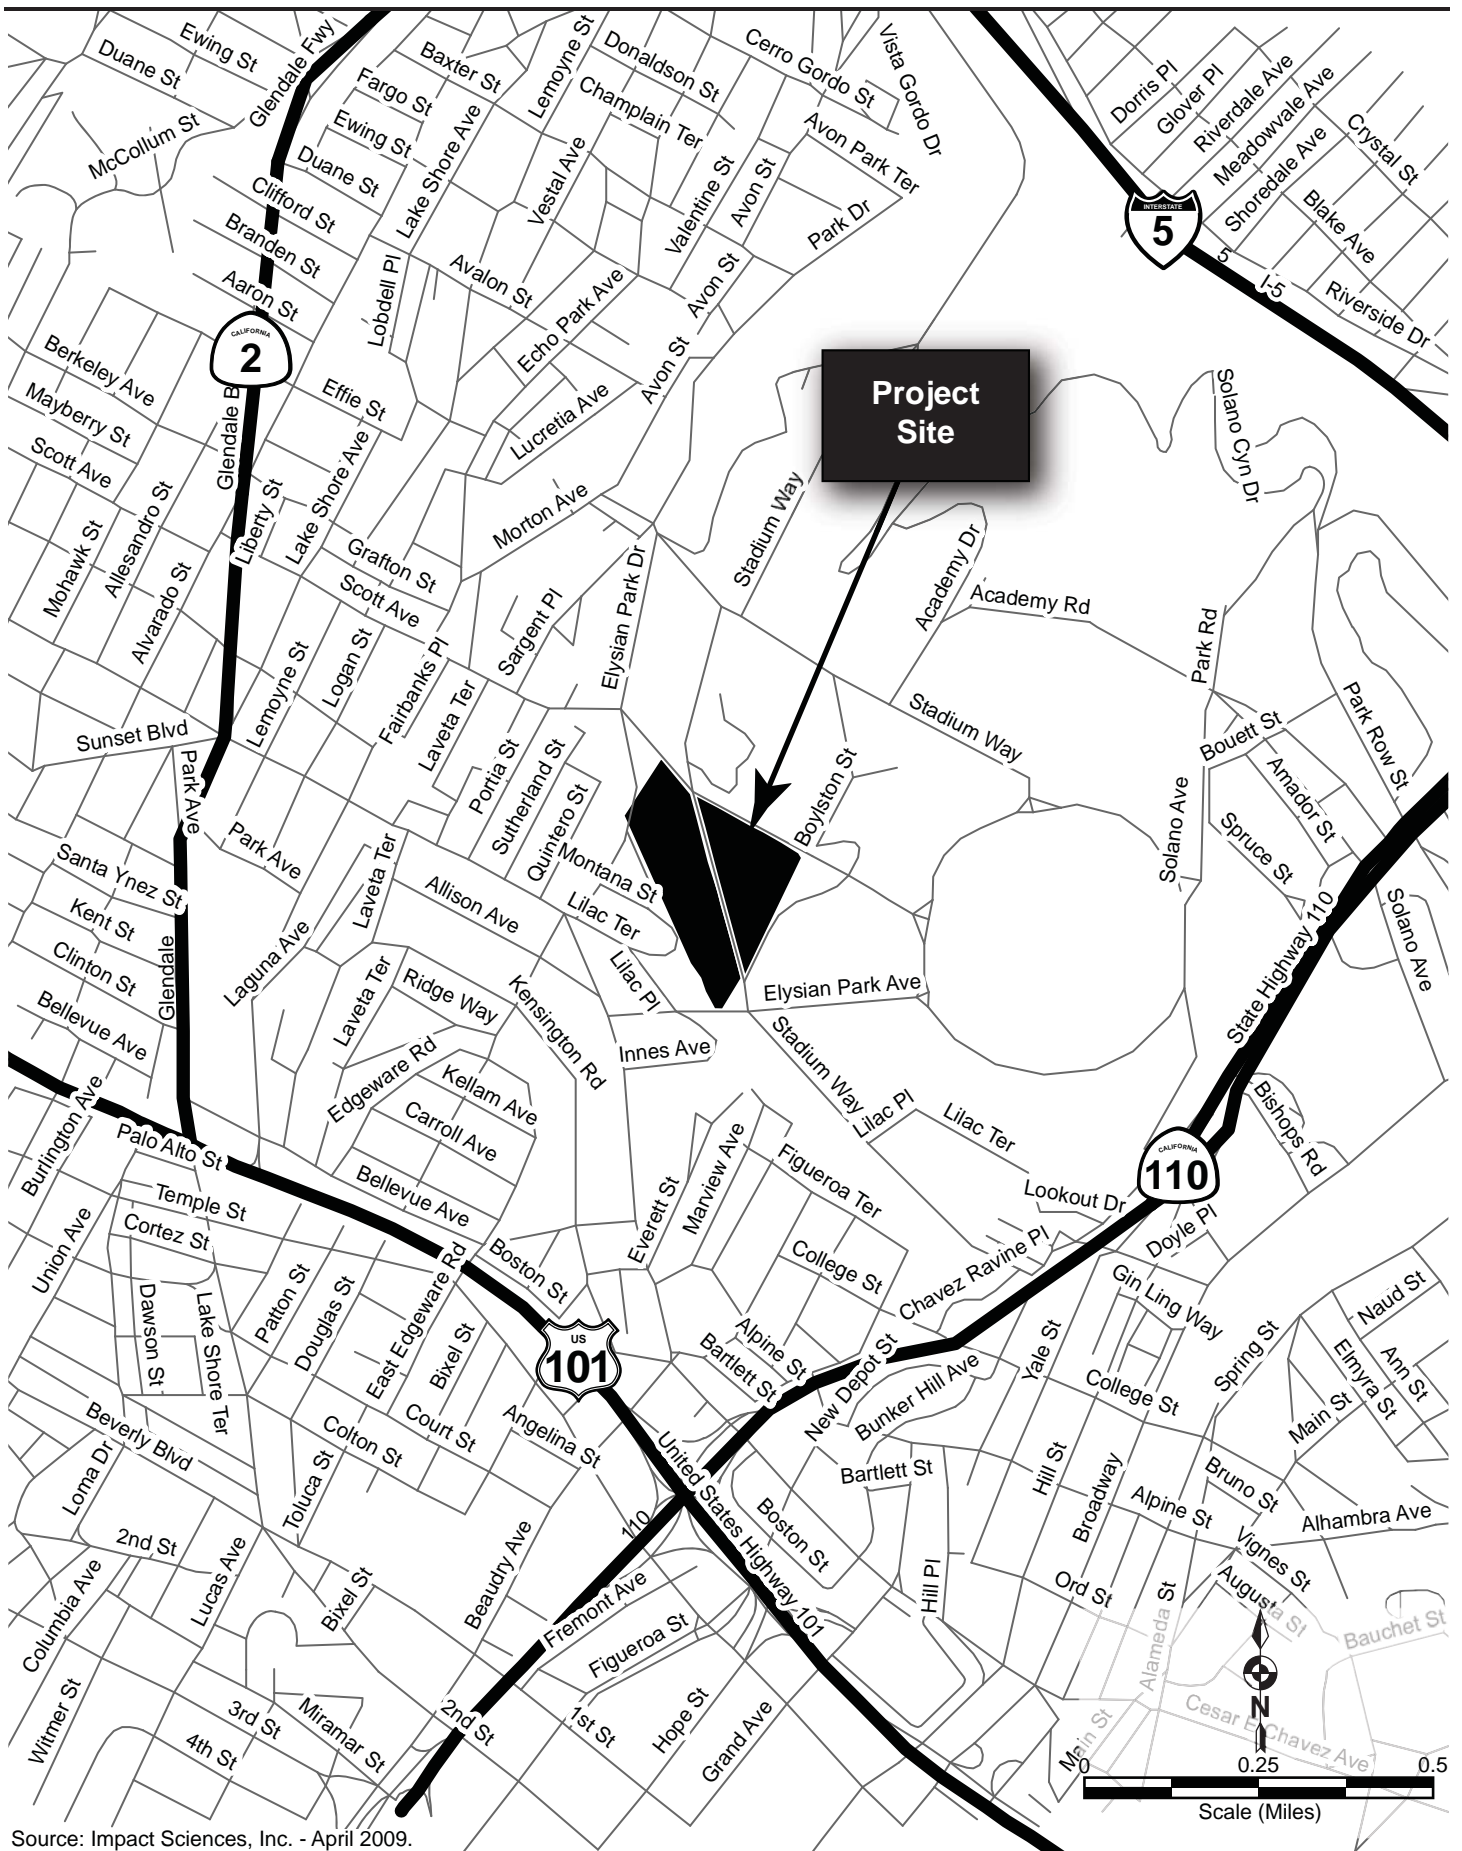 Ewing St
Duane St
Glendale Fwy
McCollum St
Baxter St
Fargo St
Ewing St
Duane St
Clifford St
Branden St
Aaron St
Lake Shore Ave
Lemoyne St
Donaldson St
Champlain Ter
Cerro Gordo St
Vista Gordo Dr
Avon Park Ter
Vestal Ave
Valentine St
Avon St
Park Dr
Dorris Pl
Glover Pl
Riverdale Ave
Meadowvale Ave
Shoredale Ave
Crystal St
Blake Ave
INTERSTATE
5
5
I-5
Riverside Dr
Lobdell Pl
Avalon St
Echo Park Ave
Avon St
Avon St
Lucretia Ave
CALIFORNIA
2
Berkeley Ave
Mayberry St
Scott Ave
Glendale B
Effie St
Lake Shore Ave
Liberty St
Project
Site
Solano Cyn Dr
Stadium Way
Morton Ave
Mohawk St
Allesandro St
Alvarado St
Grafton St
Scott Ave
Academy Dr
Academy Rd
Park Rd
Sargent Pl
Elysian Park Dr
Lemoyne St
Logan St
Fairbanks Pl
Laveta Ter
Sunset Blvd
Park Ave
Park Ave
Stadium Way
Bouett St
Park Row St
Portia St
Sutherland St
Quintero St
Montana St
Boylston St
Solano Ave
Amador St
Spruce St
Santa Ynez St
Kent St
Clinton St
Bellevue Ave
Glendale
Laveta Ter
Allison Ave
Lilac Ter
Lilac Pl
Laguna Ave
Laveta Ter
Ridge Way
Kensington Rd
Elysian Park Ave
State Highway 110
Solano Ave
Innes Ave
Edgeware Rd
Kellam Ave
Carroll Ave
Stadium Way
Lilac Pl
Lilac Ter
Bishops Rd
Burlington Ave
Palo Alto St
Temple St
Cortez St
Bellevue Ave
Union Ave
Everett St
Marview Ave
Figueroa Ter
Lookout Dr
CALIFORNIA
110
Doyle Pl
Boston St
College St
Chavez Ravine Pl
Gin Ling Way
Naud St
Dawson St
Lake Shore Ter
Patton St
Douglas St
East Edgeware Rd
Bixel St
US
101
Alpine St
Bartlett St
New Depot St
Bunker Hill Ave
Yale St
College St
Spring St
Elmyra St
Ann St
Main St
Beverly Blvd
Loma Dr
Colton St
Court St
Angelina St
Toluca St
United States Highway 101
Bartlett St
Hill St
Broadway
Bruno St
Alpine St
Alhambra Ave
Vignes St
2nd St
Columbia Ave
Lucas Ave
Bixel St
Beaudry Ave
110
Fremont Ave
Figueroa St
Boston St
Hill Pl
Ord St
Augusta St
Alameda St
Bauchet St
Witmer St
3rd St
4th St
Miramar St
2nd St
1st St
Hope St
Grand Ave
Main St
Cesar E Chavez Ave
N
0
0.25
0.5
Scale (Miles)
Source: Impact Sciences, Inc. - April 2009.